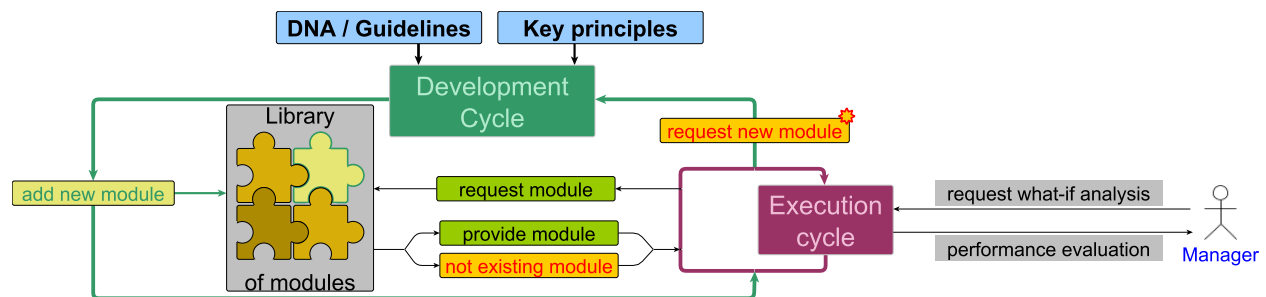 DNA / Guidelines
Key principles
Development
Cycle
Library
request new module
add new module
request module
request what-if analysis
Execution
cycle
provide module
performance evaluation
Manager
not existing module
of modules